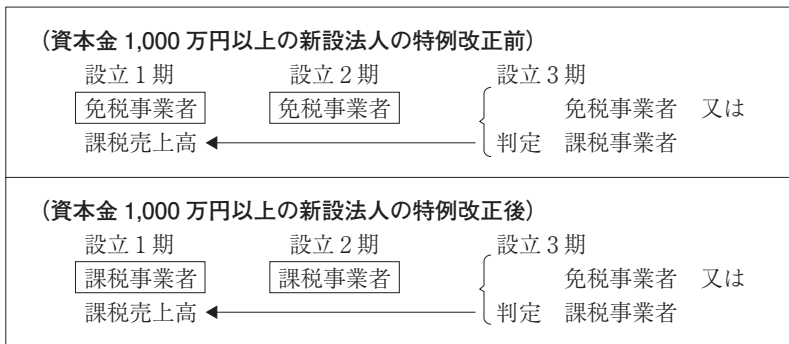 (資本金 1,000 万円以上の新設法人の特例改正前)
設立1期 設立2期 設立3期
免税事業者 免税事業者 免税事業者 又は
課税売上高 判定 課税事業者
(資本金 1,000 万円以上の新設法人の特例改正後)
設立1期 設立2期 設立3期
課税事業者 課税事業者 免税事業者 又は
課税売上高 判定 課税事業者